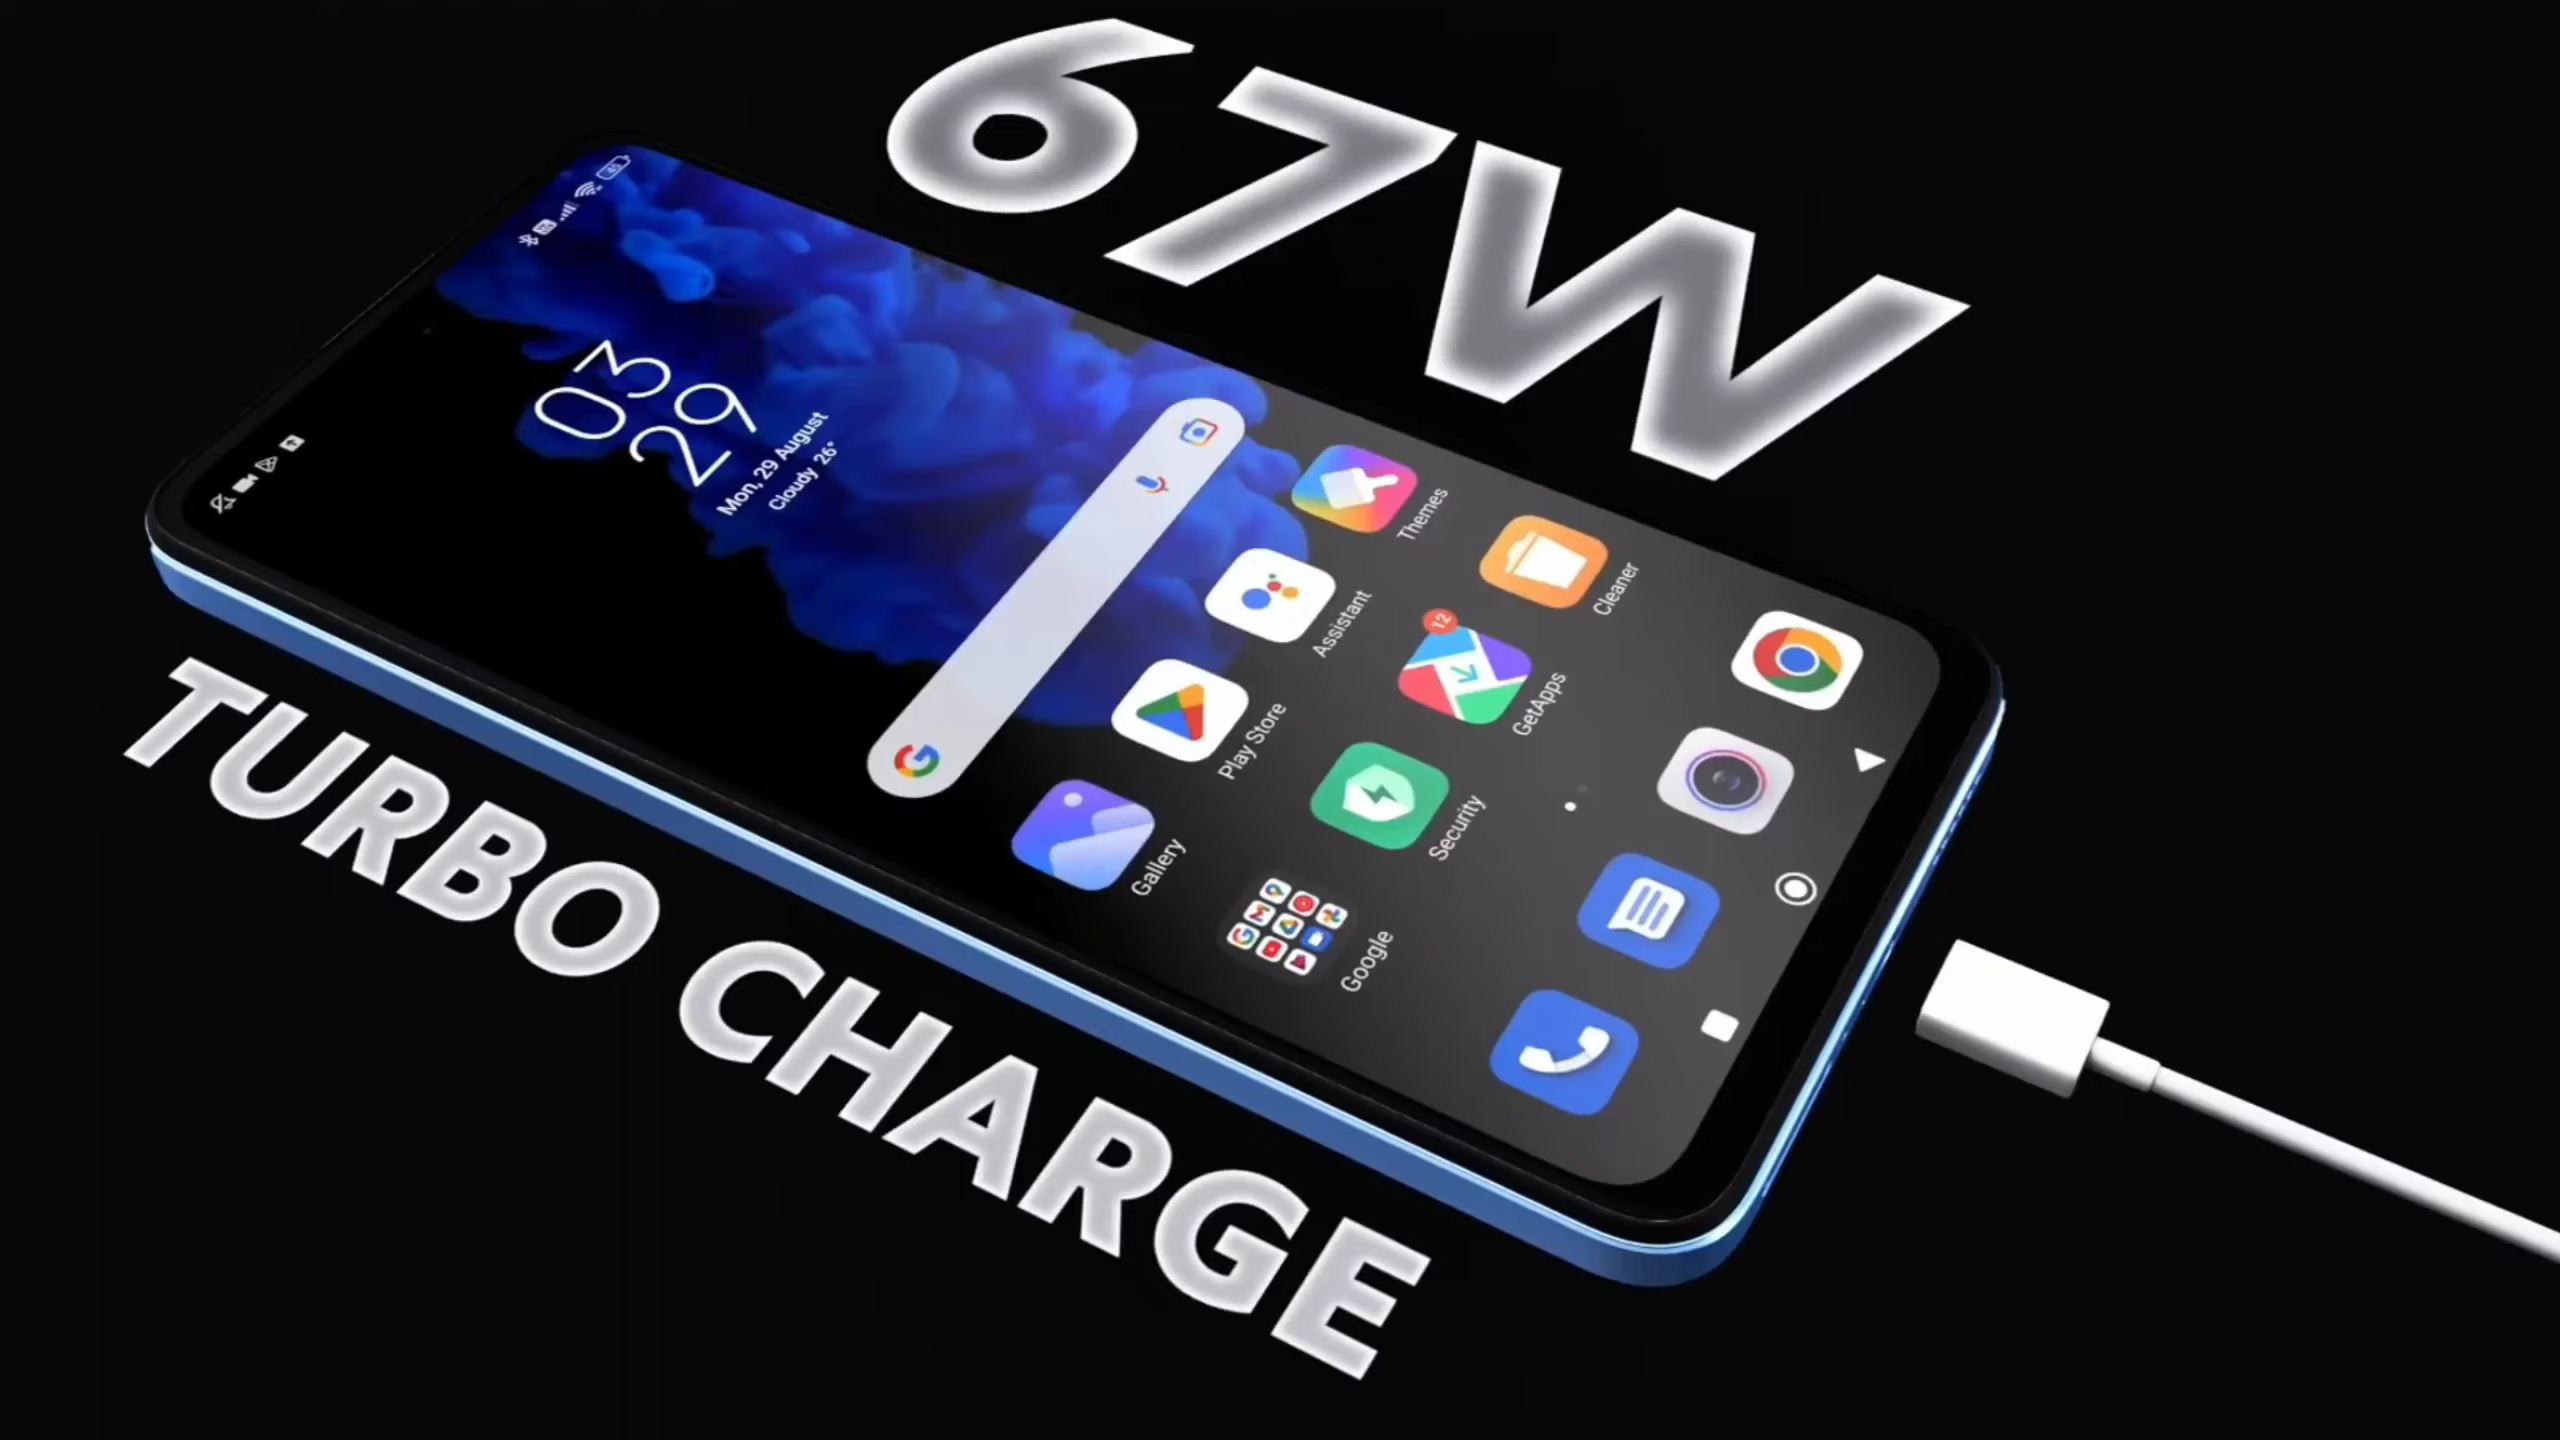 67W
45
03
29
Mon, 29 August
Cloudy 26°
Themes
Cleaner
Assistant
12
GetApps
Play Store
Security
Gallery
Google
TURBO CHARGE